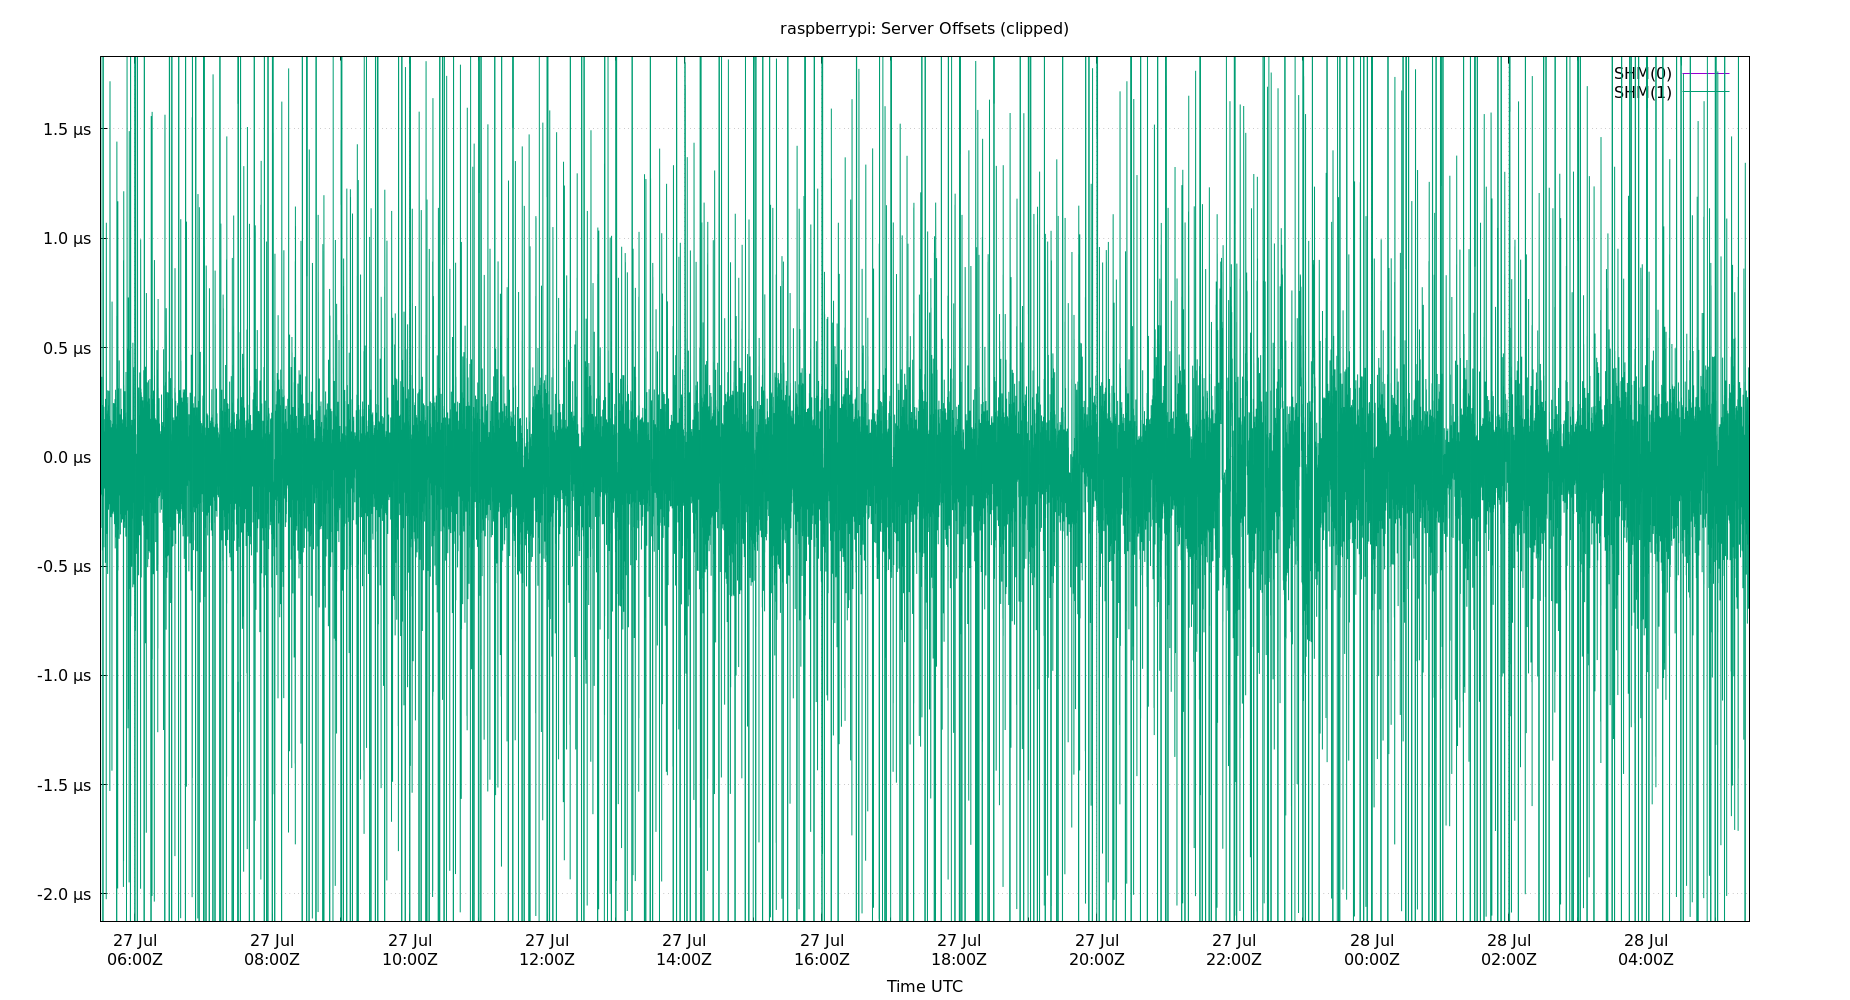 raspberrypi: Server Offsets (clipped)
SHM(0)
SHM(1)
1.5 μs
1.0 μs
0.5 μs
0.0 μs
-0.5 μs
-1.0 μs
-1.5 μs
-2.0 μs
27 Jul 27 Jul 27 Jul 27 Jul 27 Jul 27 Jul 27 Jul 27 Jul 27 Jul 28 Jul 28 Jul 28 Jul
06:00Z 08:00Z 10:00Z 12:00Z 14:00Z 16:00Z 18:00Z 20:00Z 22:00Z 00:00Z 02:00Z 04:00Z
Time UTC